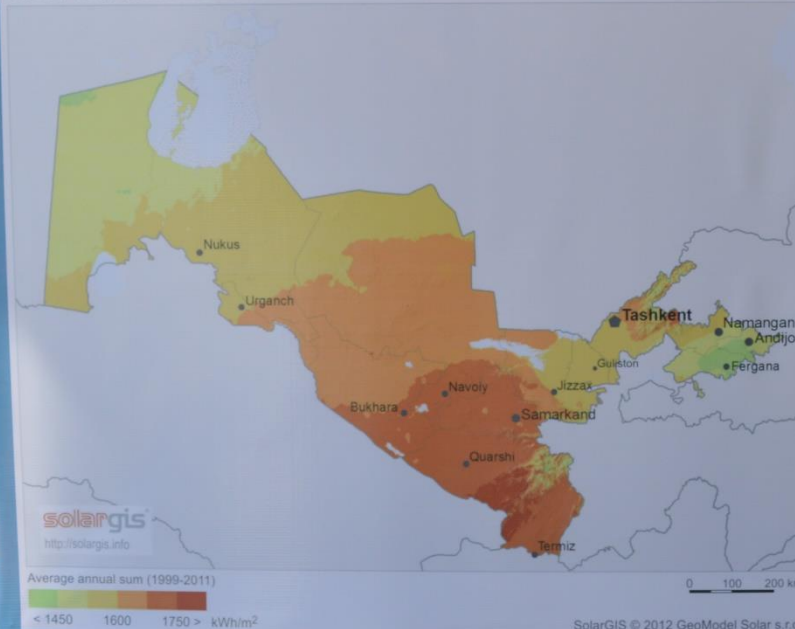 Nukus
Urganch
Tashkent
Namangan
Andijo
Guliston
Fergana
Navoiy
Jizzax
Bukhara
Samarkand
Quarshi
solargis
http://solargis.info
Termiz
Average annual sum (1999-2011)
0 100 200 k
< 1450 1600 1750 > kWh/m²
SolarGIS © 2012 GeoModel Solar s.r.o